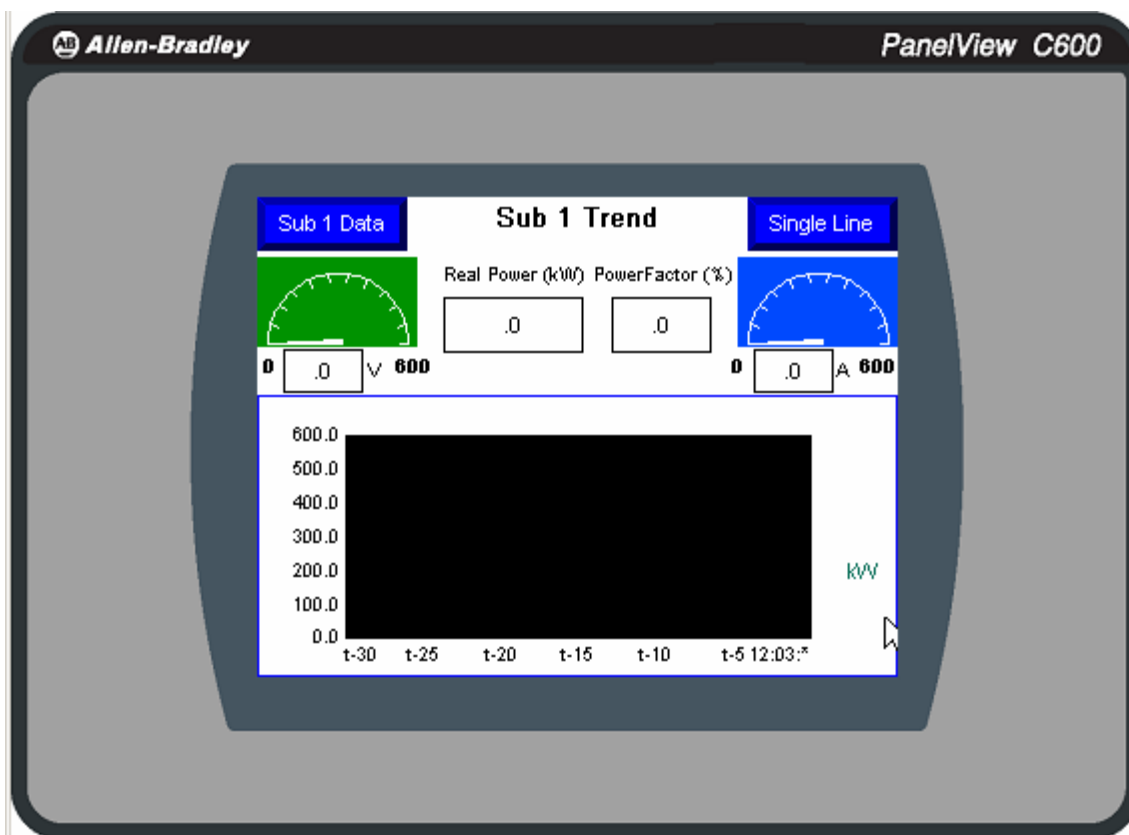 AB Allen-Bradley
PanelView C600
Sub 1 Data
Sub 1 Trend
Single Line
Real Power (kW)
PowerFactor (%)
.0
.0
0
.0
V
600
0
.0
A
600
600.0
500.0
400.0
300.0
200.0
100.0
0.0
kW
t-30 t-25 t-20 t-15 t-10 t-5 12:03:*